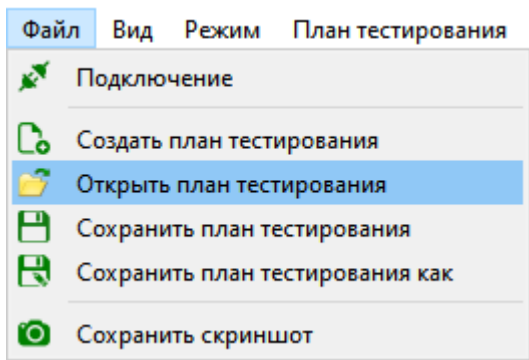 Файл Вид Режим План тестирования
Подключение
Создать план тестирования
Открыть план тестирования
Сохранить план тестирования
Сохранить план тестирования как
Сохранить скриншот